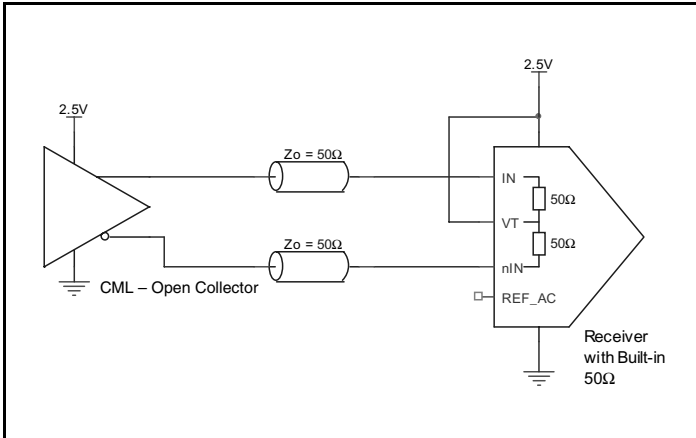 2.5V
2.5V
Zo = 50Ω
IN
50Ω
VT
Zo = 50Ω
50Ω
nIN
CML – Open Collector
REF_AC
Receiver
with Built-in
50Ω